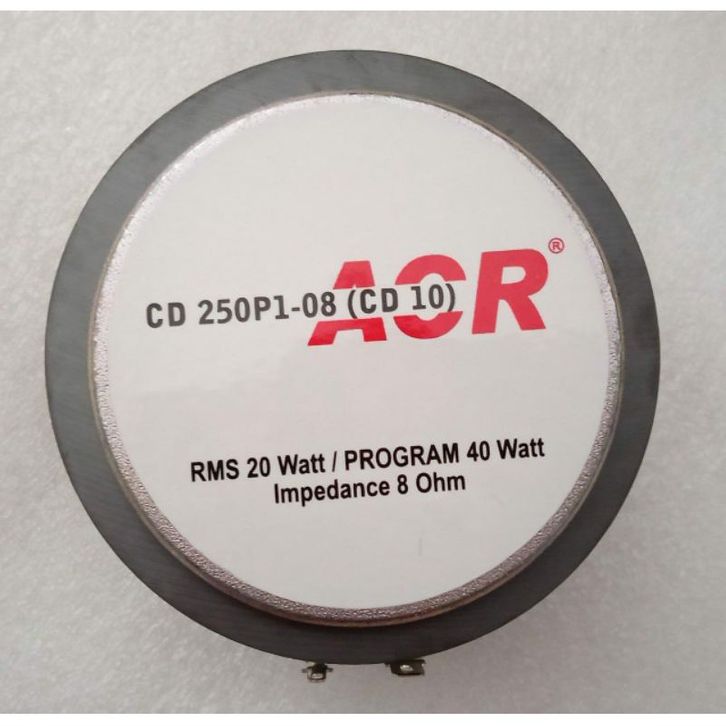 ACR®
CD 250P1-08 (CD 10)
RMS 20 Watt / PROGRAM 40 Watt
Impedance 8 Ohm